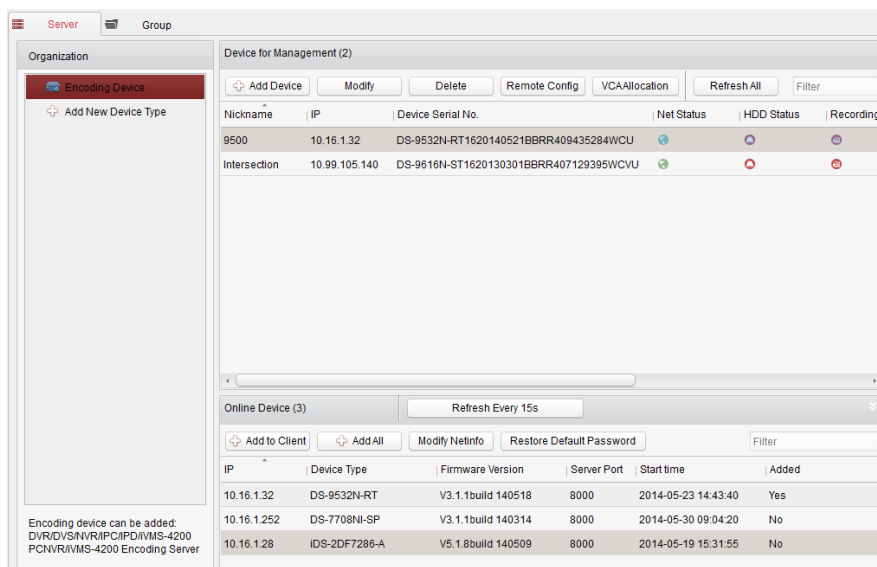 Server Group
Organization
Encoding Device
Add New Device Type
Encoding device can be added:
DVR/DVS/NVR/IPC/IPD/iVMS-4200
PCNVR/iVMS-4200 Encoding Server
Device for Management (2)
Add Device Modify Delete Remote Config VCAAllocation Refresh All Filter
Nickname IP Device Serial No. Net Status HDD Status Recording
9500 10.16.1.32 DS-9532N-RT1620140521BBRR409435284WCU
Intersection 10.99.105.140 DS-9616N-ST1620130301BBRR407129395WCVU
Online Device (3) Refresh Every 15s
Add to Client Add All Modify Netinfo Restore Default Password Filter
IP Device Type Firmware Version Server Port Start time Added
10.16.1.32 DS-9532N-RT V3.1.1build 140518 8000 2014-05-23 14:43:40 Yes
10.16.1.252 DS-7708NI-SP V3.1.1build 140314 8000 2014-05-30 09:04:20 No
10.16.1.28 iDS-2DF7286-A V5.1.8build 140509 8000 2014-05-19 15:31:55 No